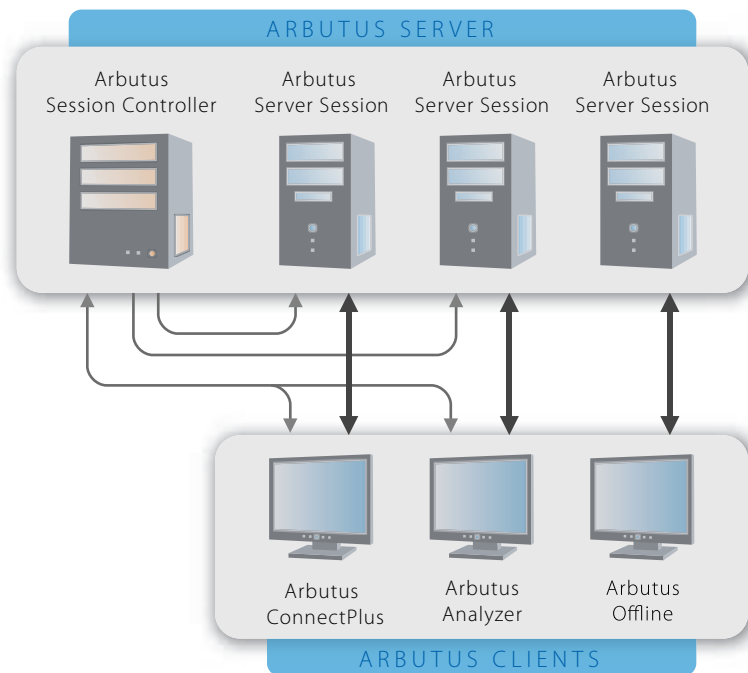 ARBUTUS SERVER
Arbutus
Session Controller
Arbutus
Server Session
Arbutus
Server Session
Arbutus
Server Session
Arbutus
ConnectPlus
Arbutus
Analyzer
Arbutus
Offline
ARBUTUS CLIENTS